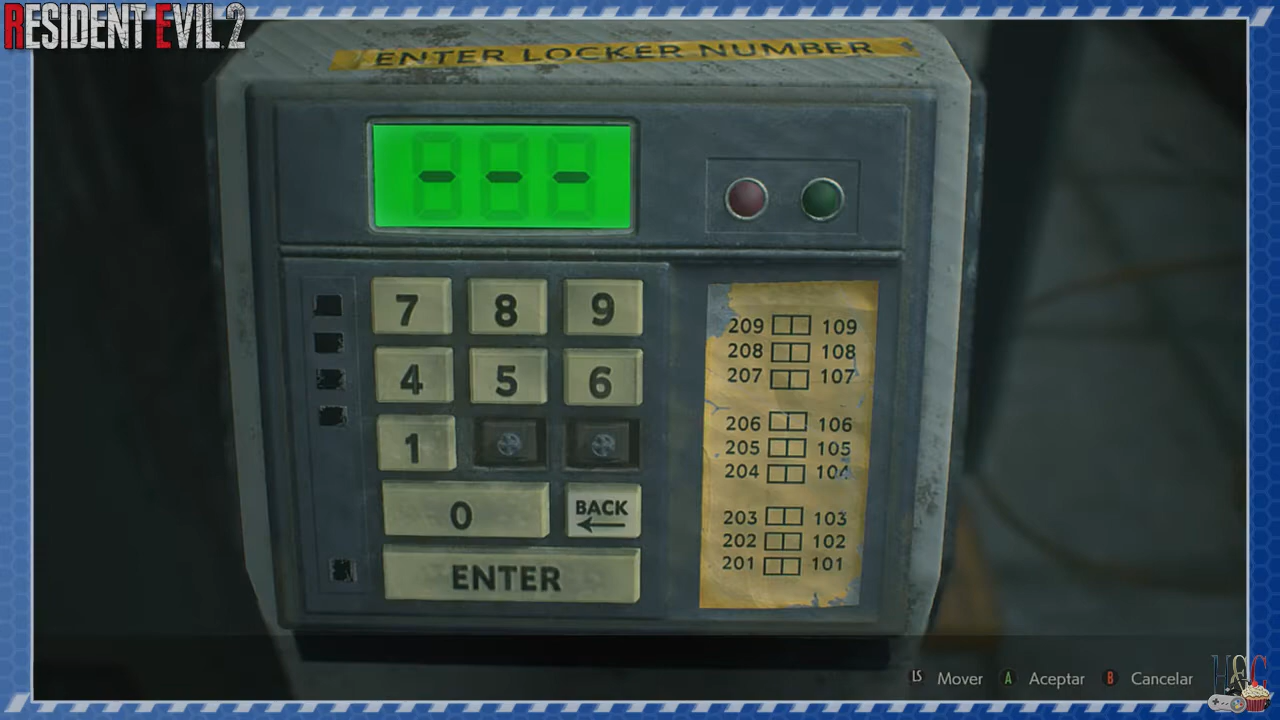 RESIDENT EVIL 2
ENTER LOCKER NUMBER
- - -
7 8 9
4 5 6
1
0 BACK
ENTER
209 109
208 108
207 107
206 106
205 105
204 104
203 103
202 102
201 101
LS Mover A Aceptar B Cancelar
H&C